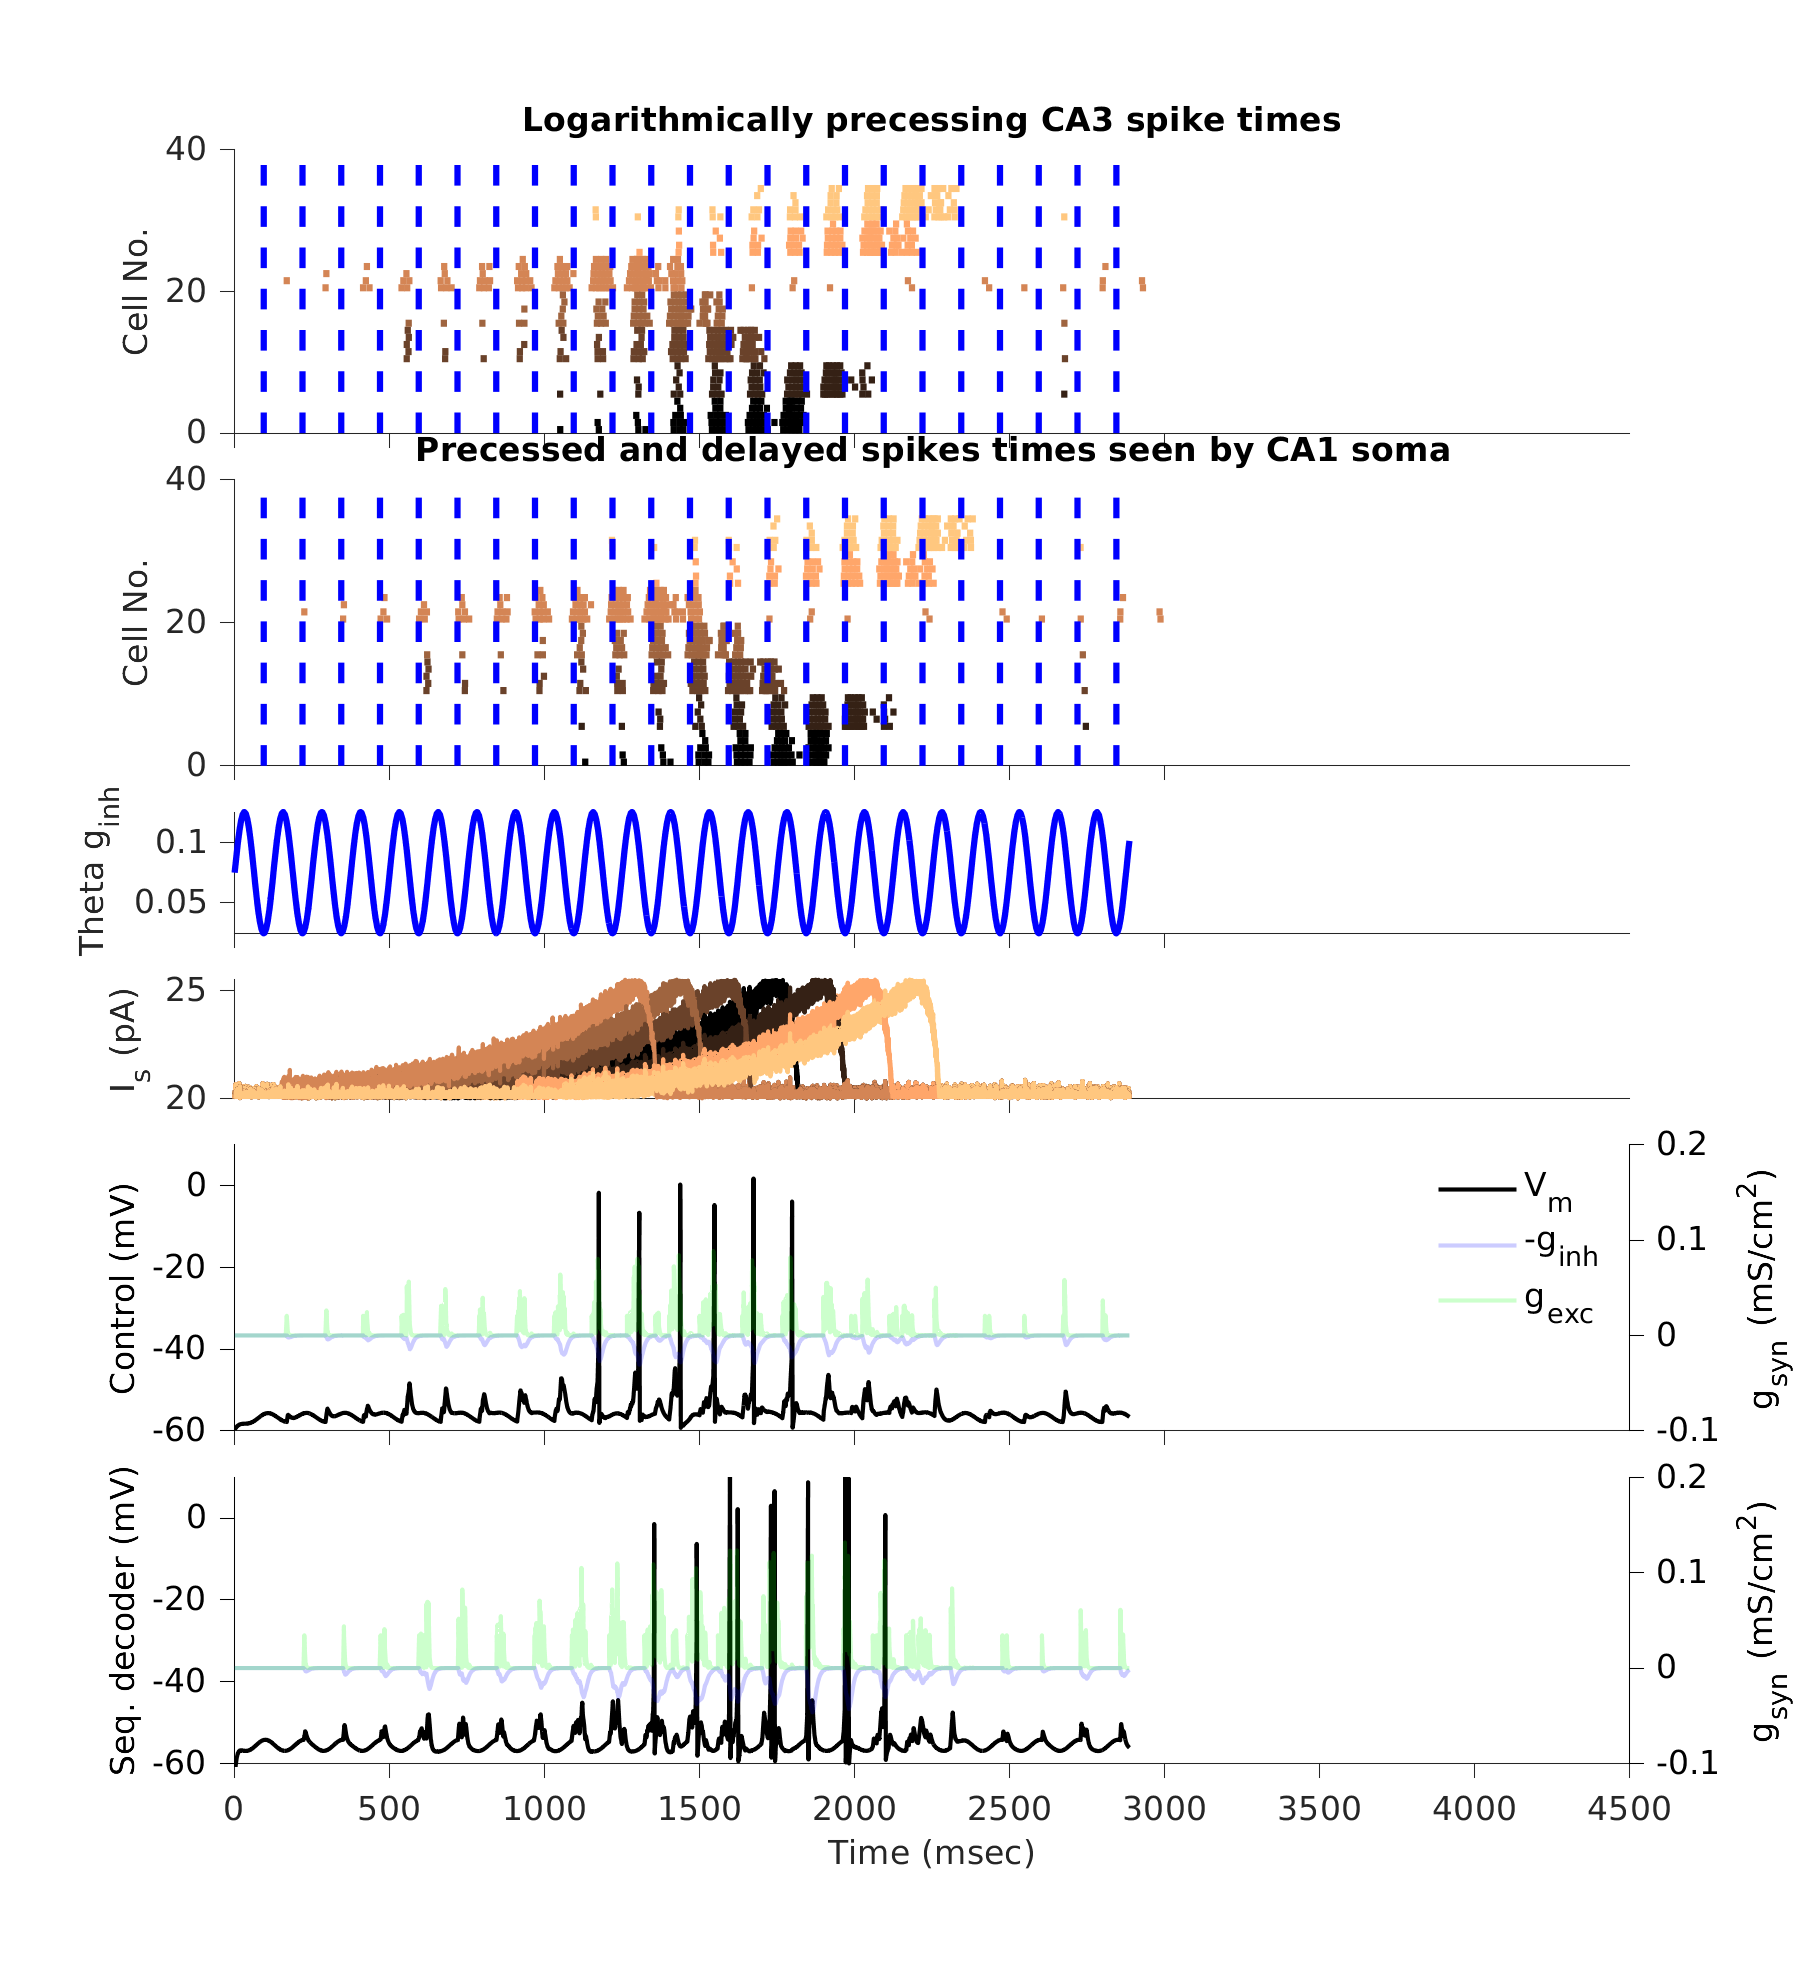 Logarithmically precessing CA3 spike times
40
20
0
Cell No.
Precessed and delayed spikes times seen by CA1 soma
40
20
0
Cell No.
0.1
0.05
Theta g_inh
25
20
I_s (pA)
0
-20
-40
-60
Control (mV)
V_m
-g_inh
g_exc
0.2
0.1
0
-0.1
g_syn (mS/cm^2)
0
-20
-40
-60
Seq. decoder (mV)
0.2
0.1
0
-0.1
g_syn (mS/cm^2)
0 500 1000 1500 2000 2500 3000 3500 4000 4500
Time (msec)